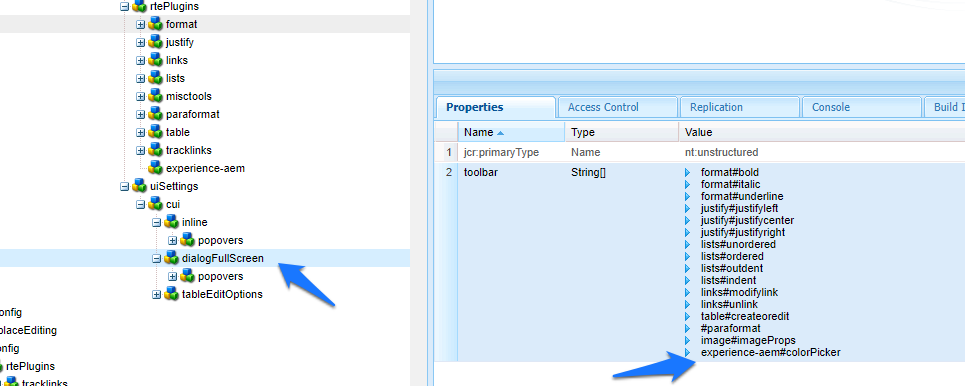 rtePlugins
format
justify
links
lists
misctools
paraformat
table
tracklinks
experience-aem
uiSettings
cui
inline
popovers
dialogFullScreen
popovers
tableEditOptions
onfig
placeEditing
onfig
rtePlugins
tracklinks
Properties Access Control Replication Console Build I
Name Type Value
1 jcr:primaryType Name nt:unstructured
2 toolbar String[] format#bold
format#italic
format#underline
justify#justifyleft
justify#justifycenter
justify#justifyright
lists#unordered
lists#ordered
lists#outdent
lists#indent
links#modifylink
links#unlink
table#createoredit
#paraformat
image#imageProps
experience-aem#colorPicker